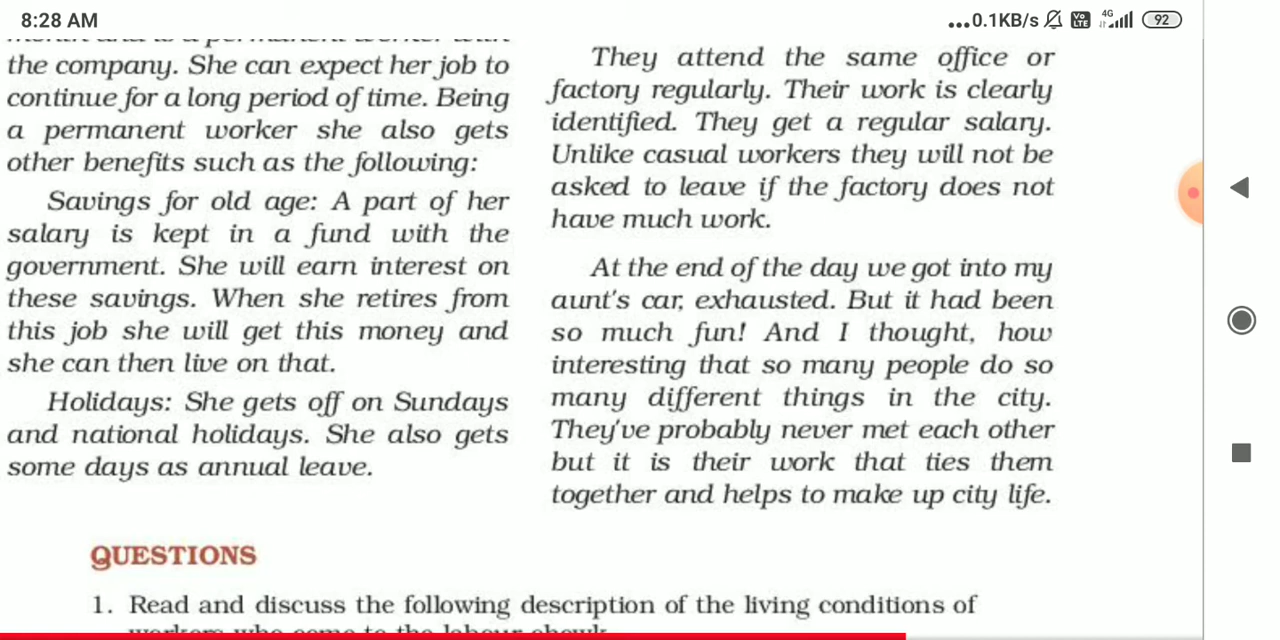 8:28 AM
...0.1KB/s
Vo LTE
4G
92
the company. She can expect her job to
continue for a long period of time. Being
a permanent worker she also gets
other benefits such as the following:
Savings for old age: A part of her
salary is kept in a fund with the
government. She will earn interest on
these savings. When she retires from
this job she will get this money and
she can then live on that.
Holidays: She gets off on Sundays
and national holidays. She also gets
some days as annual leave.
They attend the same office or
factory regularly. Their work is clearly
identified. They get a regular salary.
Unlike casual workers they will not be
asked to leave if the factory does not
have much work.
At the end of the day we got into my
aunt's car, exhausted. But it had been
so much fun! And I thought, how
interesting that so many people do so
many different things in the city.
They've probably never met each other
but it is their work that ties them
together and helps to make up city life.
QUESTIONS
1. Read and discuss the following description of the living conditions of